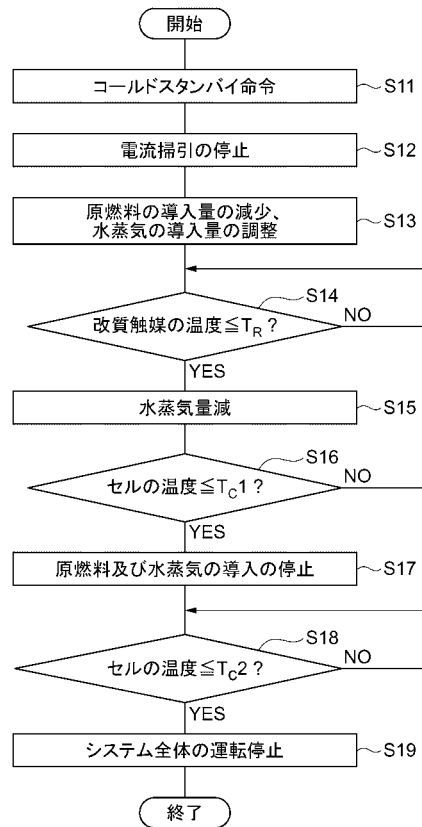 開始
コールドスタンバイ命令
S11
電流掃引の停止
S12
原燃料の導入量の減少、
水蒸気の導入量の調整
S13
S14
改質触媒の温度≦TR？
NO
YES
水蒸気量減
S15
S16
セルの温度≦TC1？
NO
YES
原燃料及び水蒸気の導入の停止
S17
S18
セルの温度≦TC2？
NO
YES
システム全体の運転停止
S19
終了